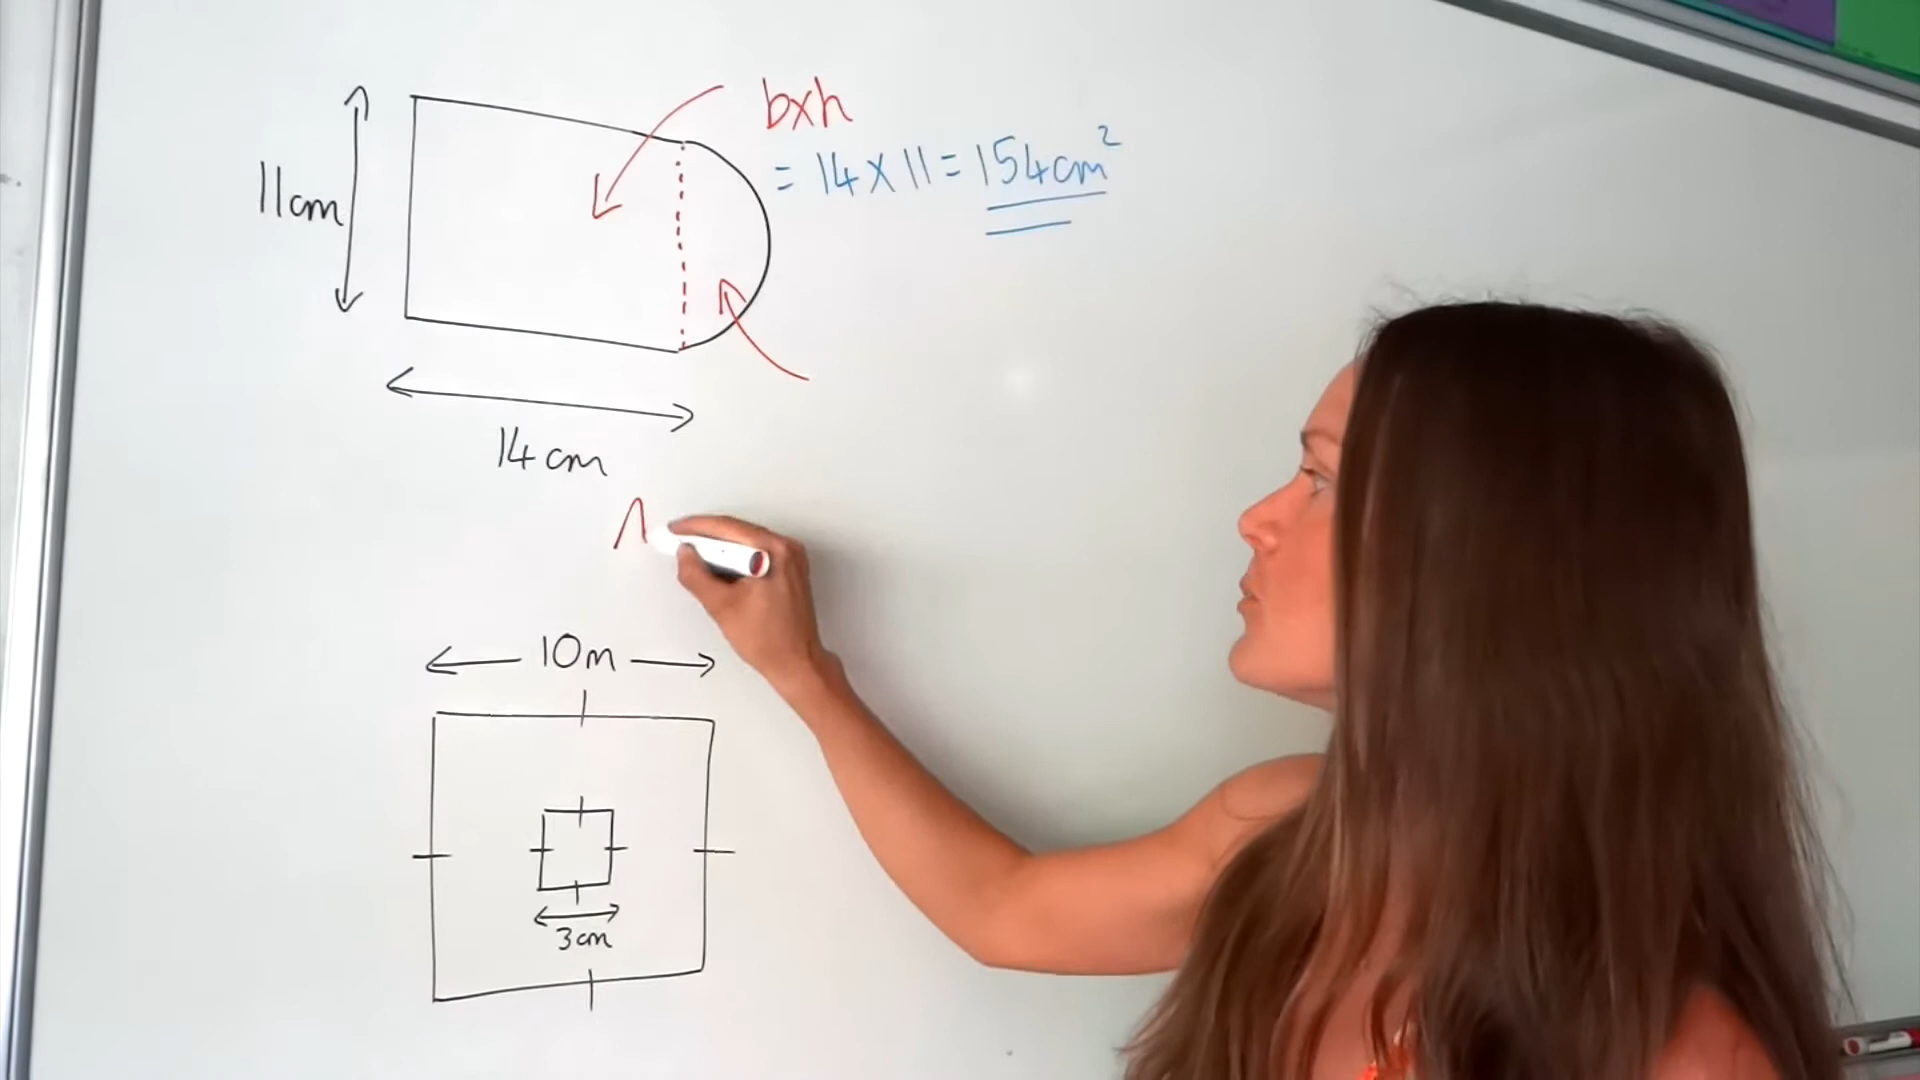 bxh
= 14 x 11 = 154cm²
11cm
14 cm
10m
3cm